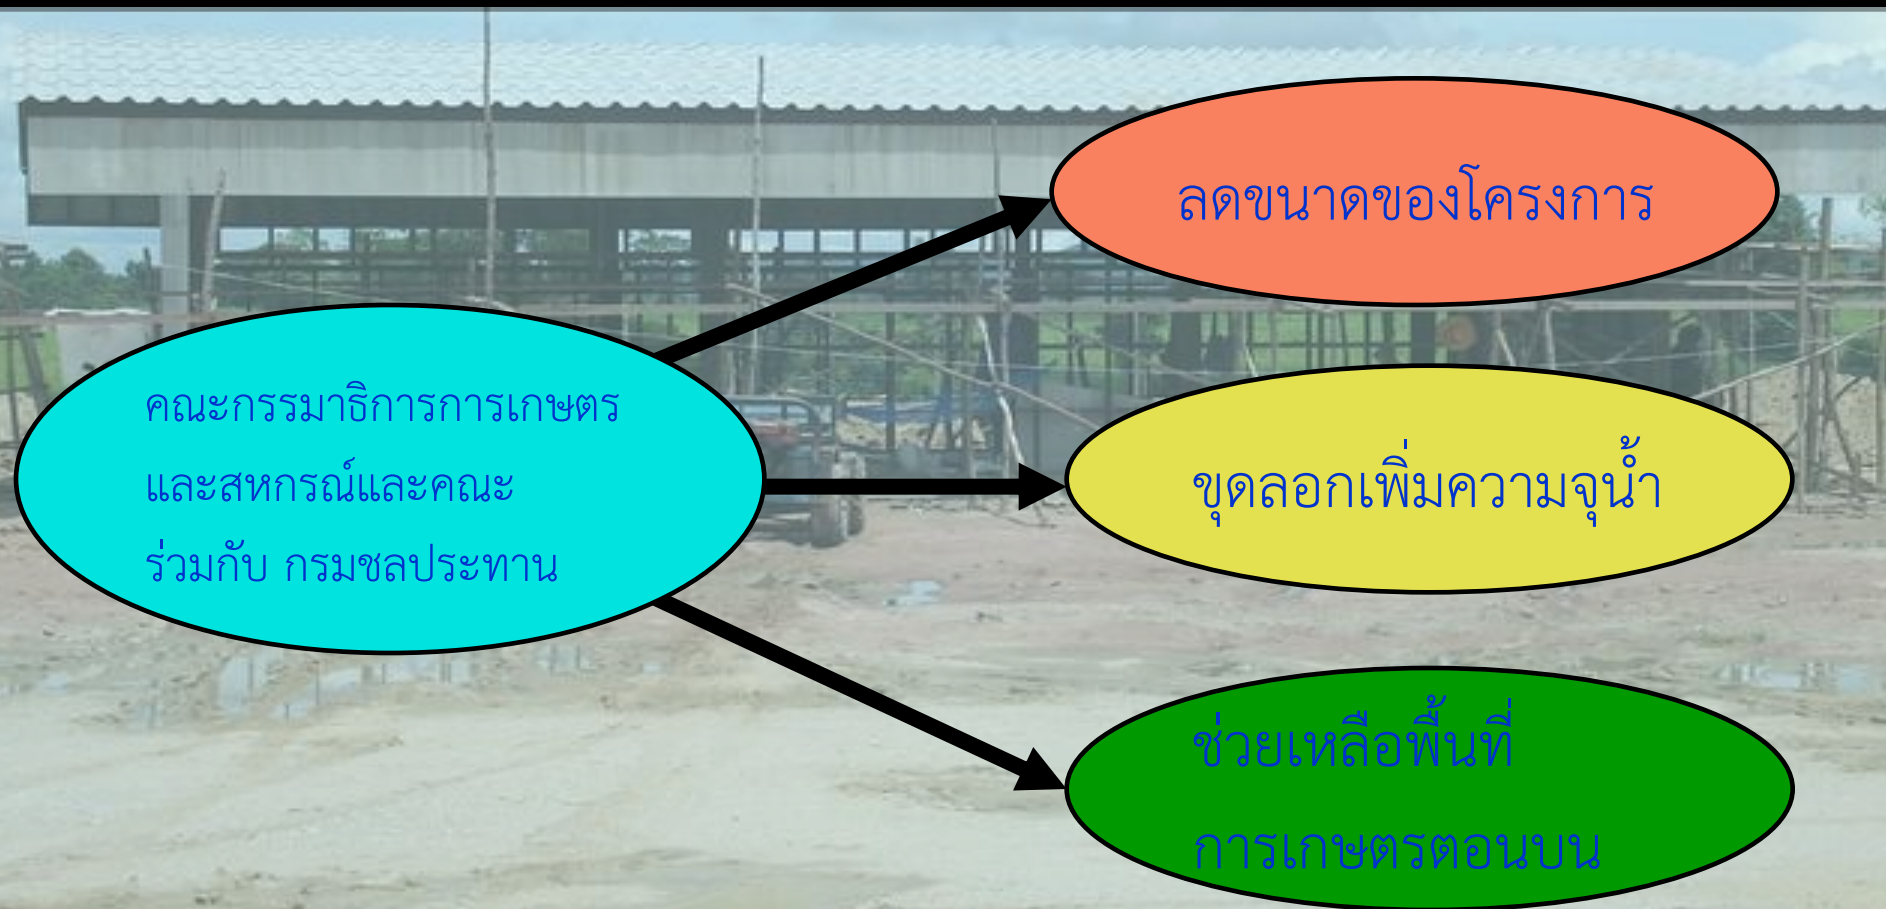 คณะกรรมาธิการการเกษตร
และสหกรณ์และคณะ
ร่วมกับ กรมชลประทาน
ลดขนาดของโครงการ
ขุดลอกเพิ่มความจุน้ำ
ช่วยเหลือพื้นที่
การเกษตรตอนบน